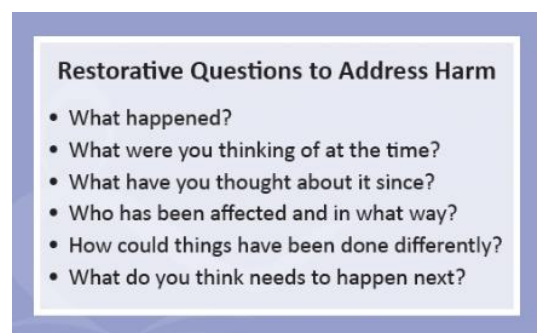 Restorative Questions to Address Harm
• What happened?
• What were you thinking of at the time?
• What have you thought about it since?
• Who has been affected and in what way?
• How could things have been done differently?
• What do you think needs to happen next?